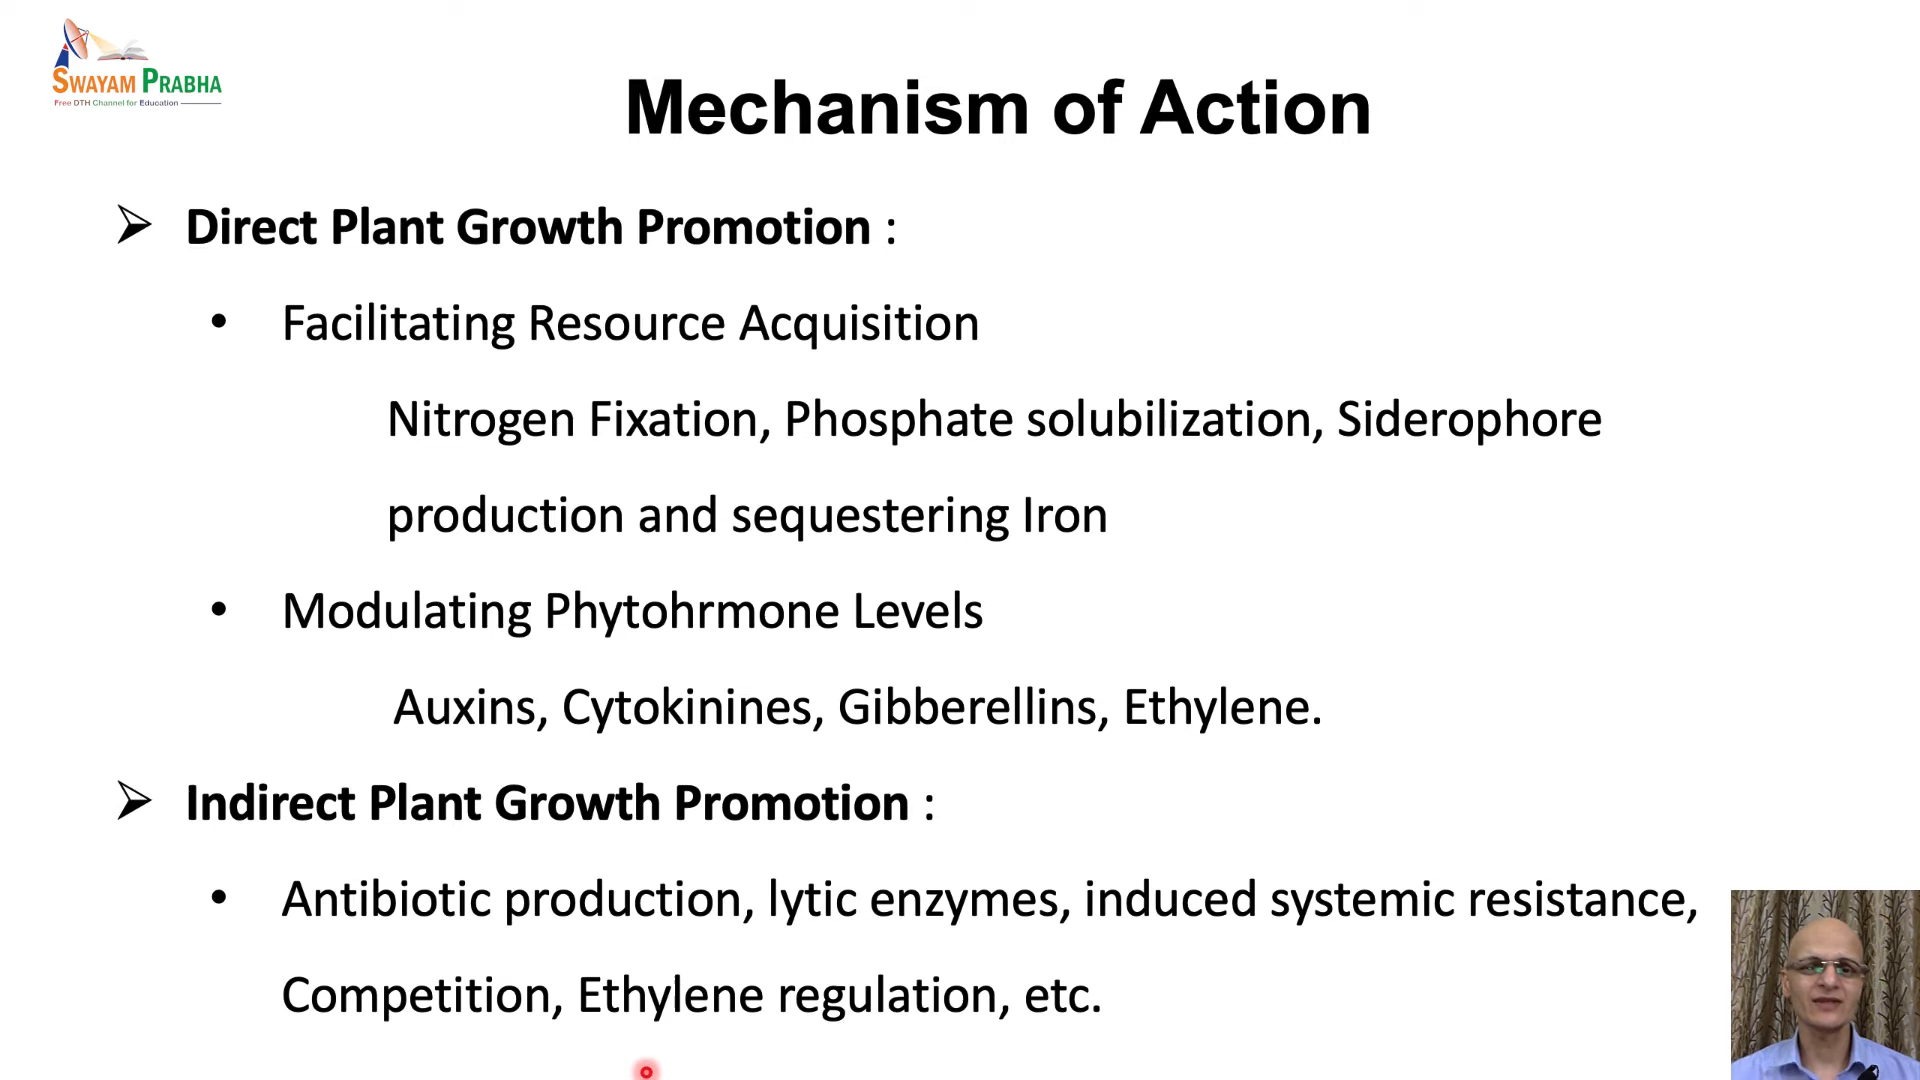 SWAYAM PRABHA
Free DTH Channel for Education
Mechanism of Action
➢ Direct Plant Growth Promotion :
• Facilitating Resource Acquisition
Nitrogen Fixation, Phosphate solubilization, Siderophore
production and sequestering Iron
• Modulating Phytohrmone Levels
Auxins, Cytokinines, Gibberellins, Ethylene.
➢ Indirect Plant Growth Promotion :
• Antibiotic production, lytic enzymes, induced systemic resistance,
Competition, Ethylene regulation, etc.